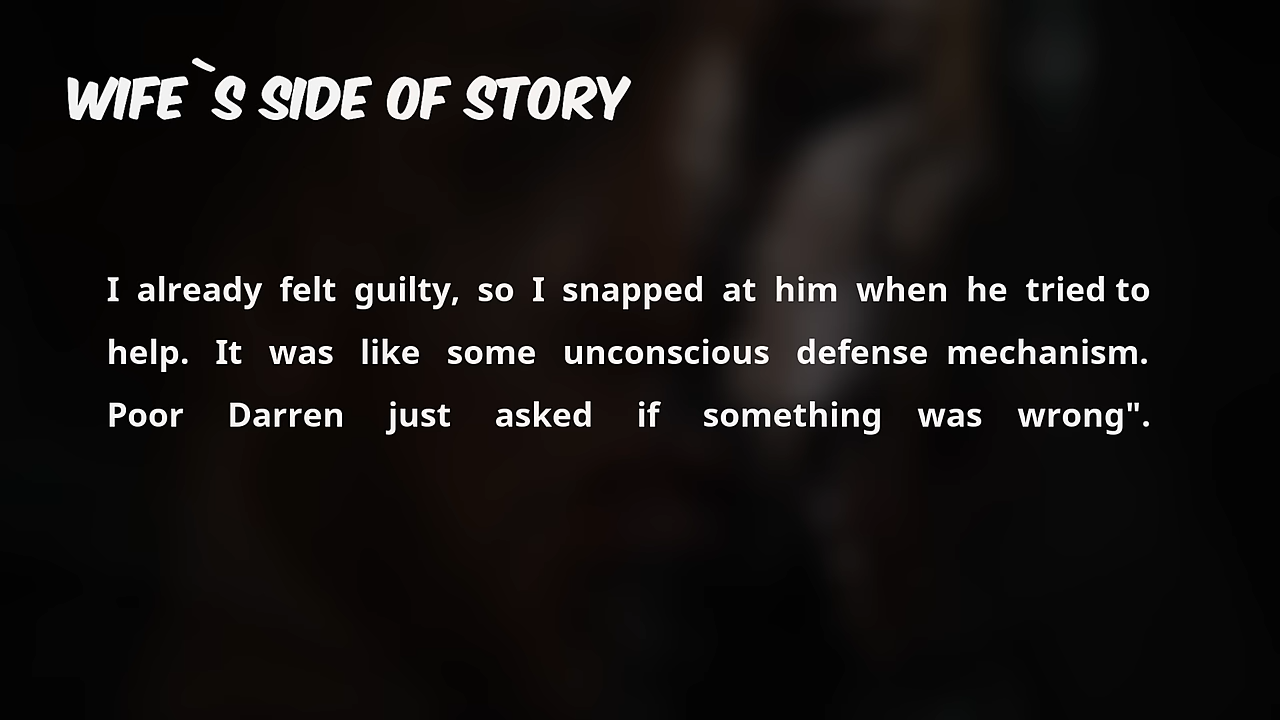 WIFE`S SIDE OF STORY
I already felt guilty, so I snapped at him when he tried to
help. It was like some unconscious defense mechanism.
Poor Darren just asked if something was wrong".